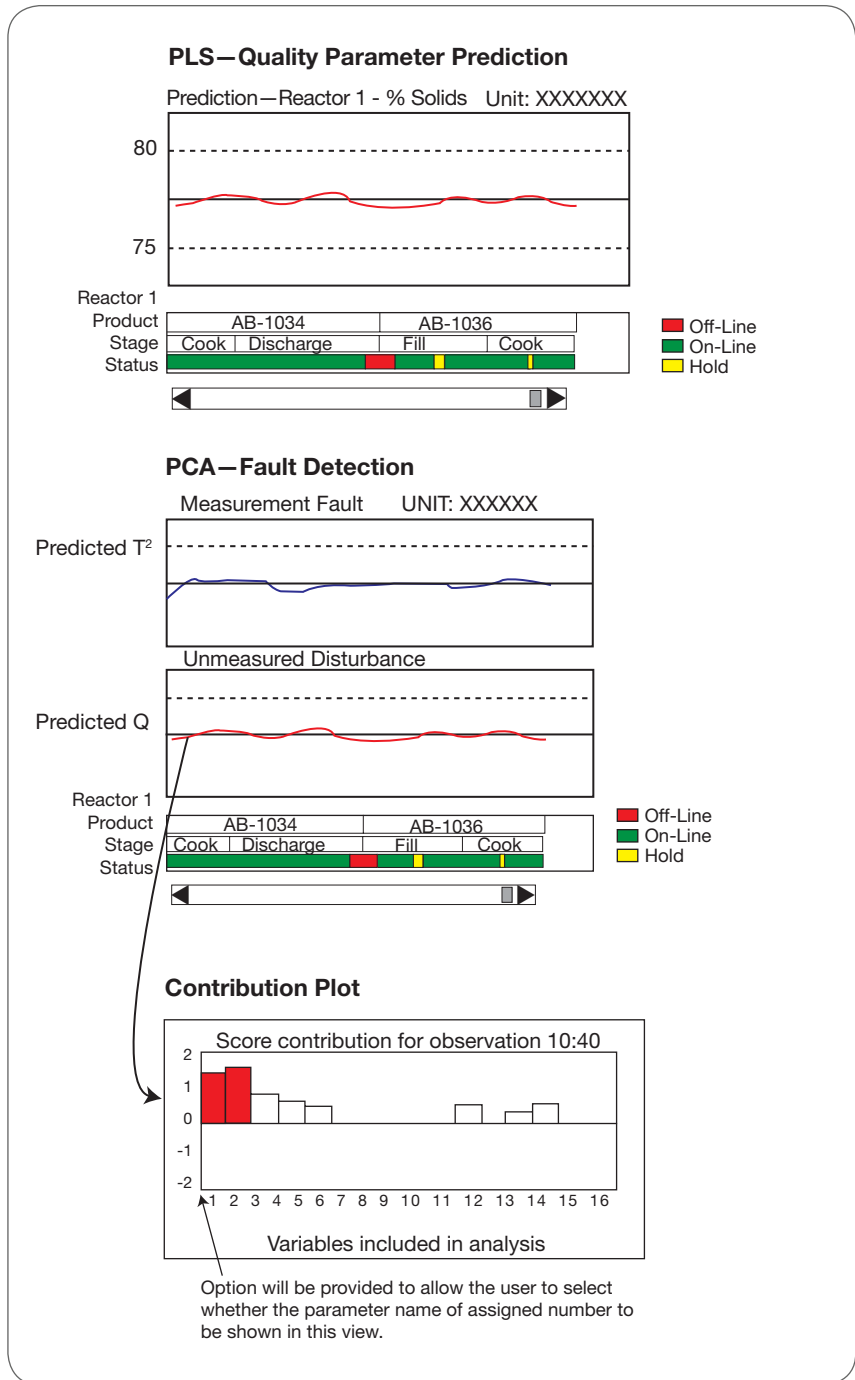 PLS—Quality Parameter Prediction
Prediction—Reactor 1 - % Solids Unit: XXXXXXX
80
75
Reactor 1
Product AB-1034 AB-1036
Stage Cook Discharge Fill Cook
Status
Off-Line
On-Line
Hold
PCA—Fault Detection
Measurement Fault UNIT: XXXXXX
Predicted T²
Unmeasured Disturbance
Predicted Q
Reactor 1
Product AB-1034 AB-1036
Stage Cook Discharge Fill Cook
Status
Off-Line
On-Line
Hold
Contribution Plot
Score contribution for observation 10:40
2
1
0
-1
-2
1 2 3 4 5 6 7 8 9 10 11 12 13 14 15 16
Variables included in analysis
Option will be provided to allow the user to select
whether the parameter name of assigned number to
be shown in this view.